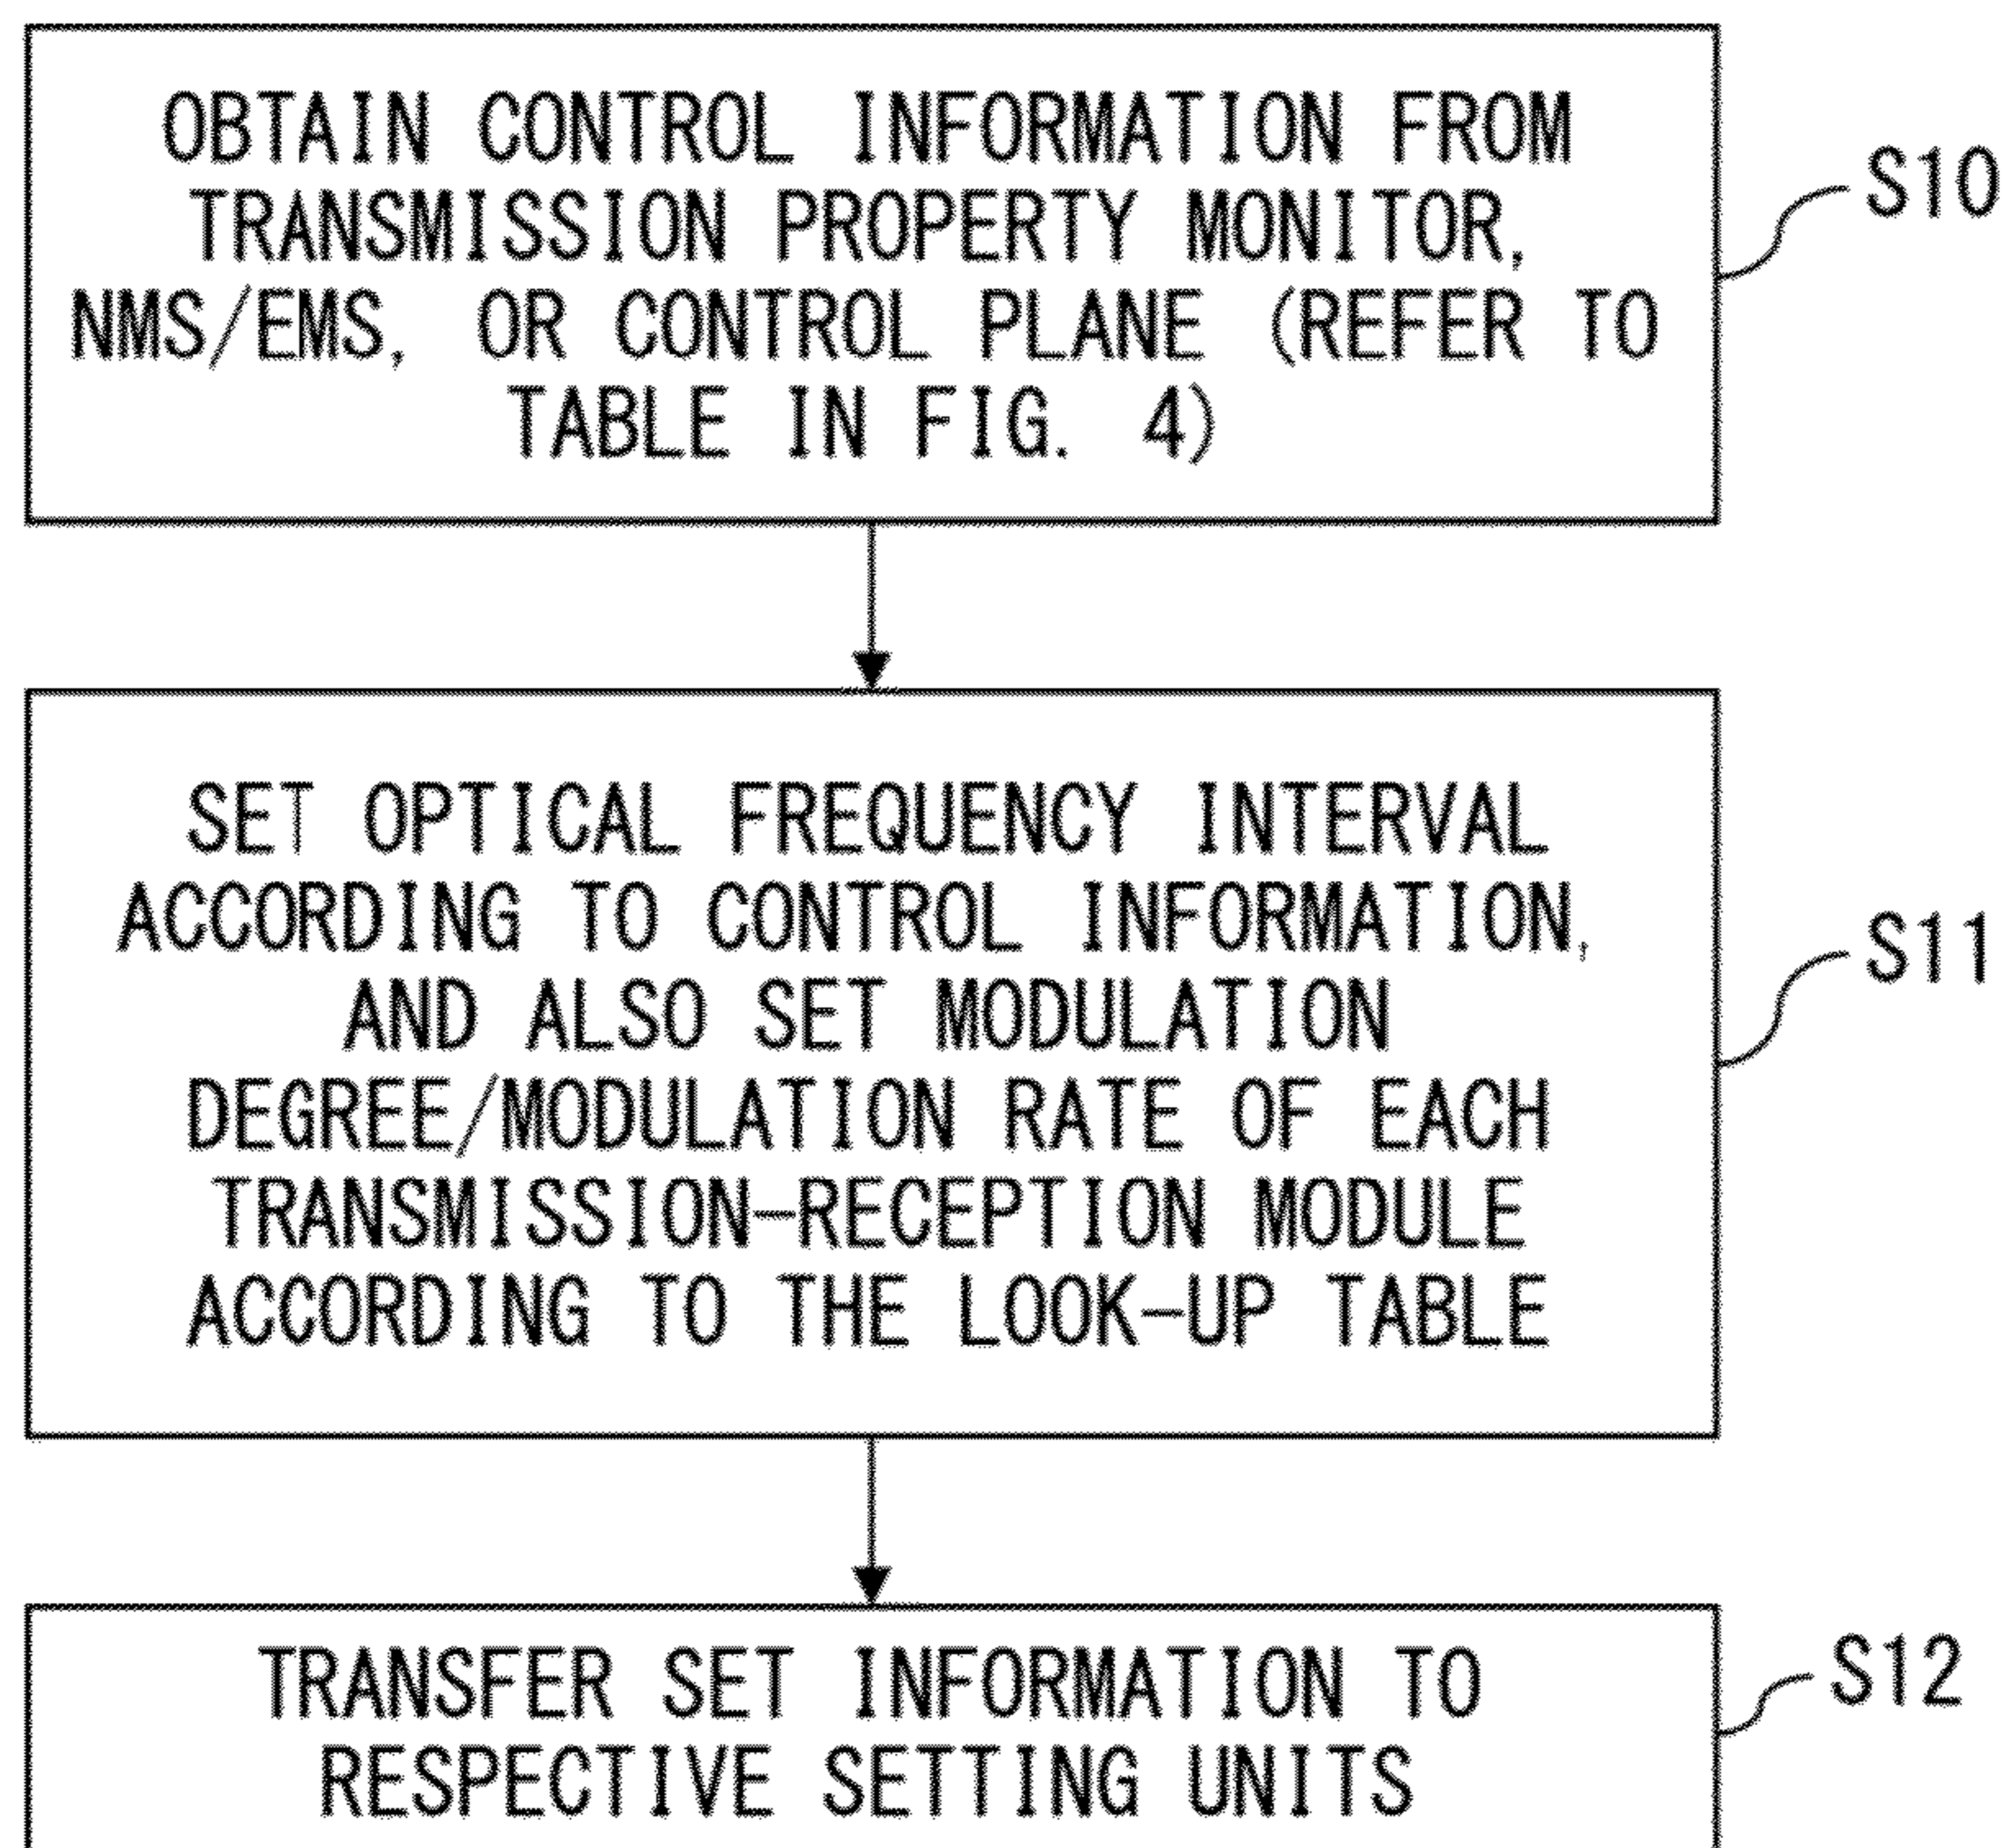 OBTAIN CONTROL INFORMATION FROM
TRANSMISSION PROPERTY MONITOR,
NMS/EMS, OR CONTROL PLANE (REFER TO
TABLE IN FIG. 4)
S10
SET OPTICAL FREQUENCY INTERVAL
ACCORDING TO CONTROL INFORMATION,
AND ALSO SET MODULATION
DEGREE/MODULATION RATE OF EACH
TRANSMISSION-RECEPTION MODULE
ACCORDING TO THE LOOK-UP TABLE
S11
TRANSFER SET INFORMATION TO
RESPECTIVE SETTING UNITS
S12